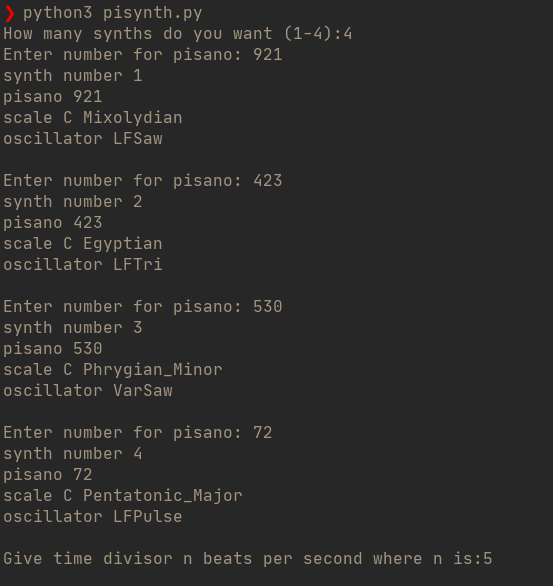 ❯ python3 pisynth.py
How many synths do you want (1-4):4
Enter number for pisano: 921
synth number 1
pisano 921
scale C Mixolydian
oscillator LFSaw
Enter number for pisano: 423
synth number 2
pisano 423
scale C Egyptian
oscillator LFTri
Enter number for pisano: 530
synth number 3
pisano 530
scale C Phrygian_Minor
oscillator VarSaw
Enter number for pisano: 72
synth number 4
pisano 72
scale C Pentatonic_Major
oscillator LFPulse
Give time divisor n beats per second where n is:5